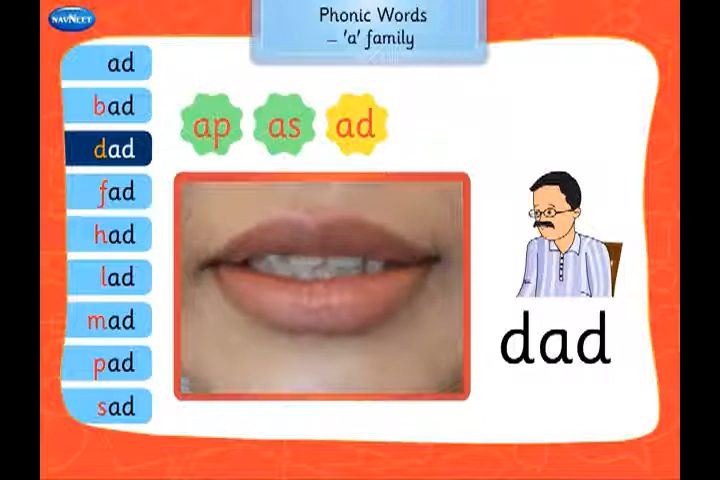 NAVNEET
Phonic Words
– 'a' family
ad
bad
dad
fad
had
lad
mad
pad
sad
ap as ad
dad